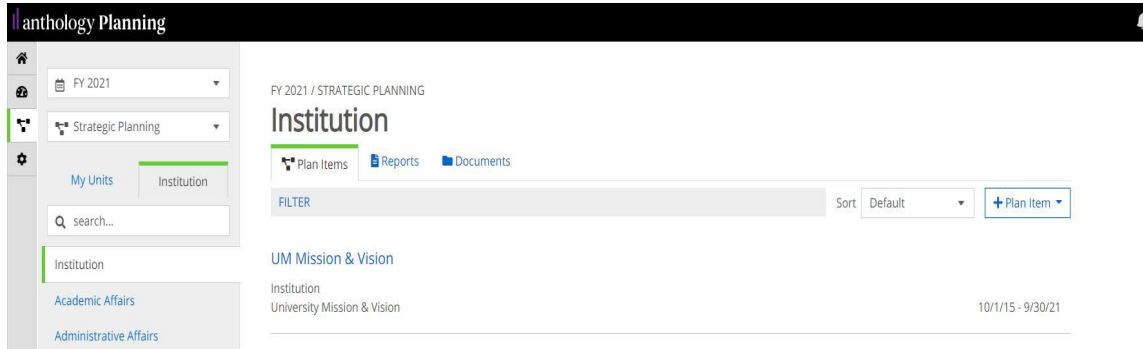 anthology Planning
FY 2021
Strategic Planning
My Units
Institution
search...
Institution
Academic Affairs
Administrative Affairs
FY 2021 / STRATEGIC PLANNING
Institution
Plan Items
Reports
Documents
FILTER
Sort
Default
+ Plan Item
UM Mission & Vision
Institution
University Mission & Vision
10/1/15 - 9/30/21